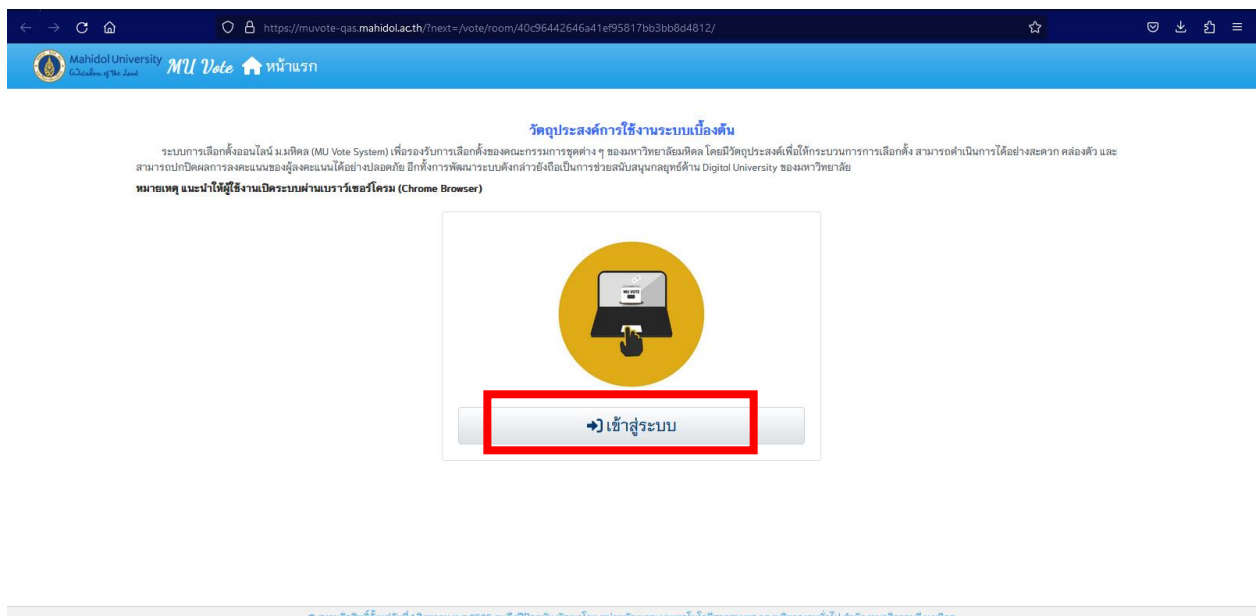 https://muvote-qas.mahidol.ac.th/?next=/vote/room/40c96442646a41ef95817bb3bb8d4812/
Mahidol University
Wisdom of the Land
MU Vote หน้าแรก
วัตถุประสงค์การใช้งานระบบเบื้องต้น
ระบบการเลือกตั้งออนไลน์ ม.มหิดล (MU Vote System) เพื่อรองรับการเลือกตั้งของคณะกรรมการชุดต่าง ๆ ของมหาวิทยาลัยมหิดล โดยมีวัตถุประสงค์เพื่อให้กระบวนการการเลือกตั้ง สามารถดำเนินการได้อย่างสะดวก คล่องตัว และ
สามารถปกปิดผลการลงคะแนนของผู้ลงคะแนนได้อย่างปลอดภัย อีกทั้งการพัฒนาระบบดังกล่าวยังถือเป็นการช่วยสนับสนุนกลยุทธ์ด้าน Digital University ของมหาวิทยาลัย
หมายเหตุ แนะนำให้ผู้ใช้งานเปิดระบบผ่านเบราว์เซอร์โครม (Chrome Browser)
MU VOTE
เข้าสู่ระบบ